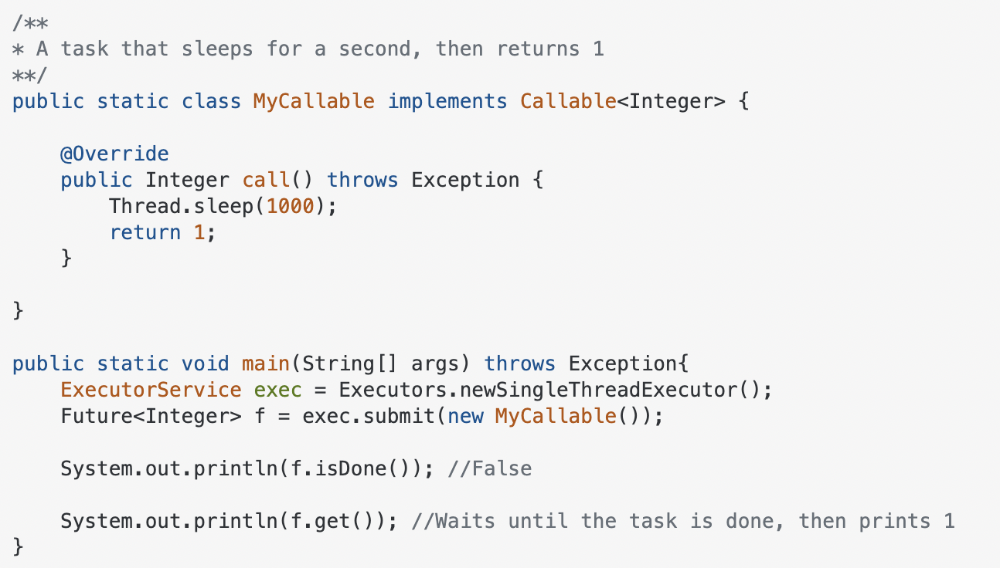 /**
* A task that sleeps for a second, then returns 1
**/
public static class MyCallable implements Callable<Integer> {
    @Override
    public Integer call() throws Exception {
        Thread.sleep(1000);
        return 1;
    }
}
public static void main(String[] args) throws Exception{
    ExecutorService exec = Executors.newSingleThreadExecutor();
    Future<Integer> f = exec.submit(new MyCallable());
    System.out.println(f.isDone()); //False
    System.out.println(f.get()); //Waits until the task is done, then prints 1
}